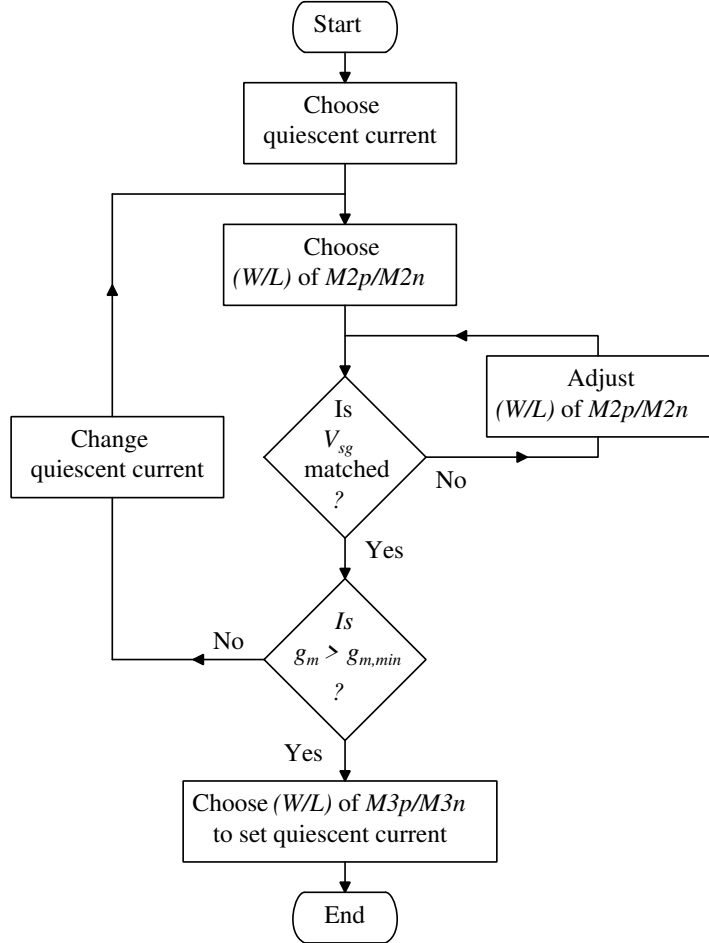 Start
Choose
quiescent current
Choose
(W/L) of M2p/M2n
Adjust
(W/L) of M2p/M2n
Change
quiescent current
Is
V_sg
matched
?
No
Yes
Is
g_m > g_m,min
?
No
Yes
Choose (W/L) of M3p/M3n
to set quiescent current
End